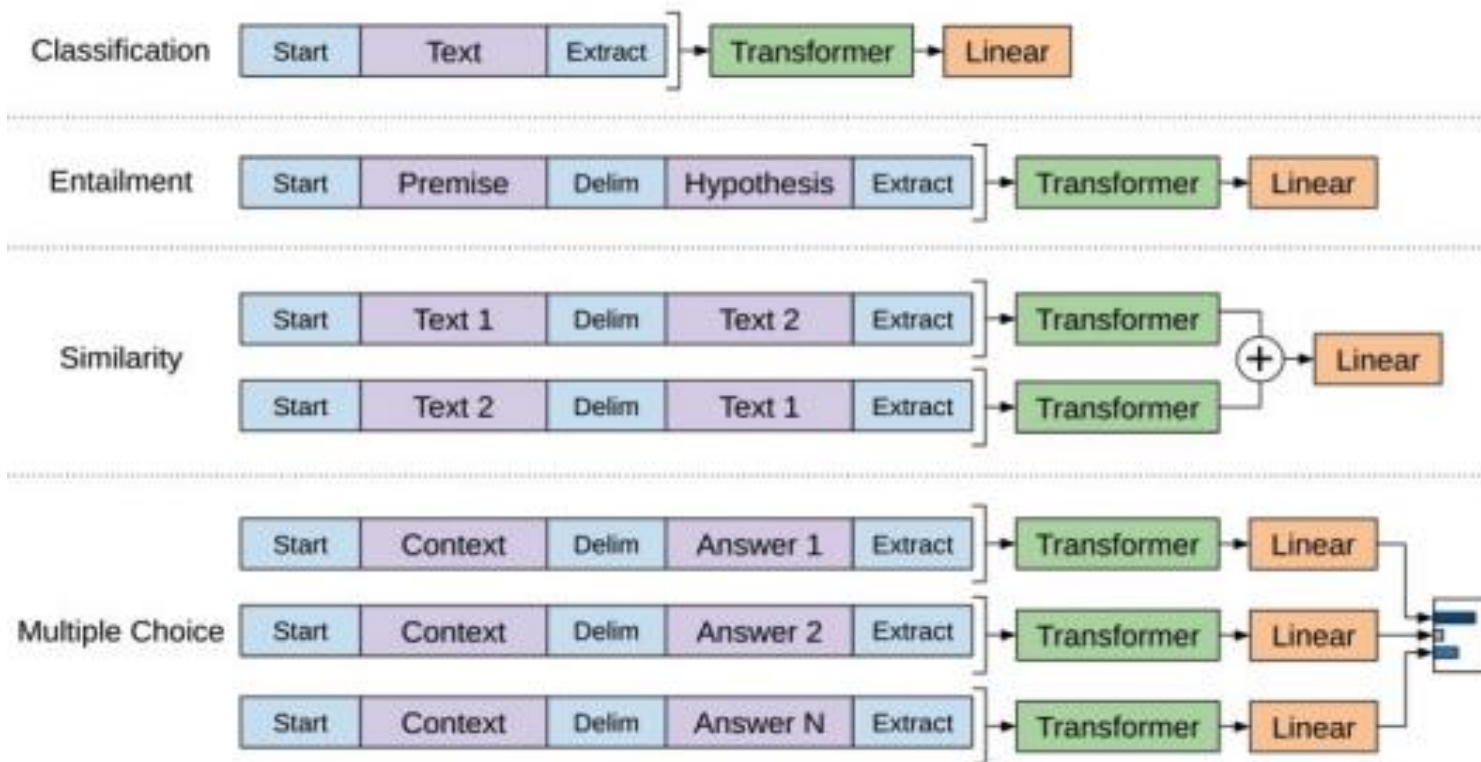 Classification Start Text Extract Transformer Linear
Entailment Start Premise Delim Hypothesis Extract Transformer Linear
Similarity
Start Text 1 Delim Text 2 Extract Transformer
+ Linear
Start Text 2 Delim Text 1 Extract Transformer
Multiple Choice
Start Context Delim Answer 1 Extract Transformer Linear
Start Context Delim Answer 2 Extract Transformer Linear
Start Context Delim Answer N Extract Transformer Linear